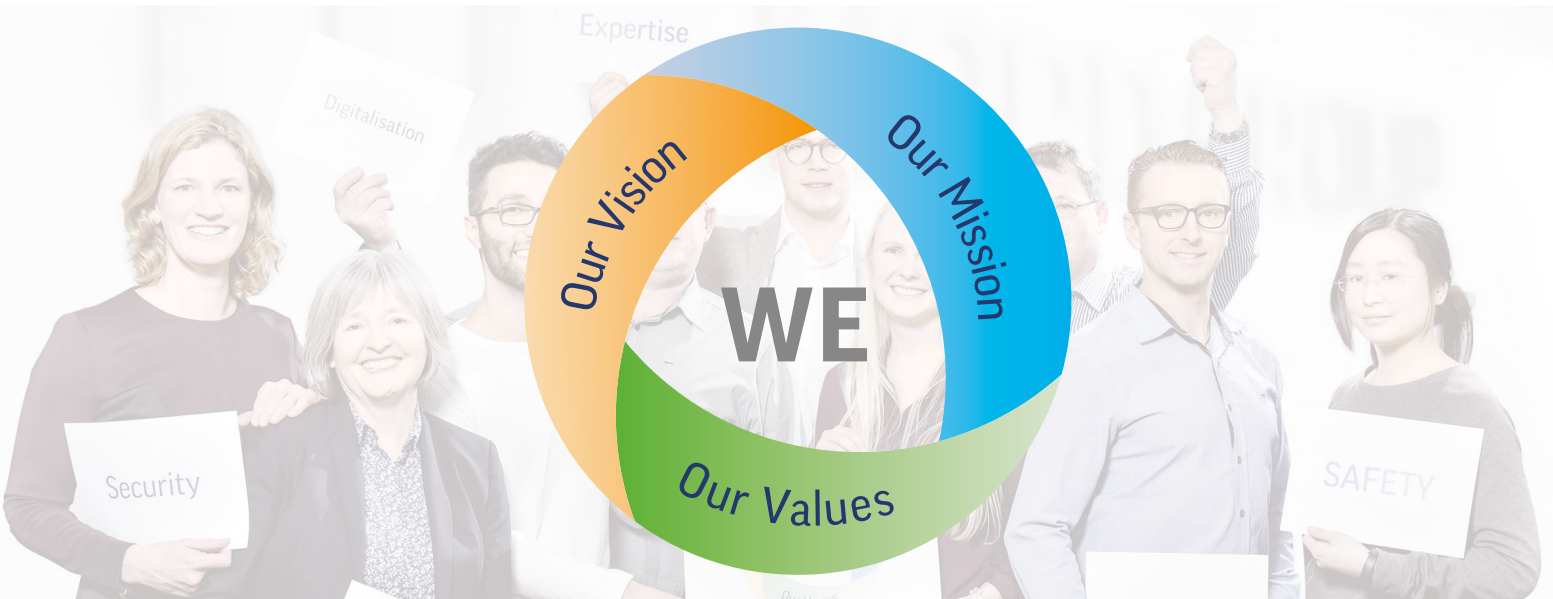 Expertise
Digitalisation
Our Vision
Our Mission
WE
Our Values
Security
SAFETY